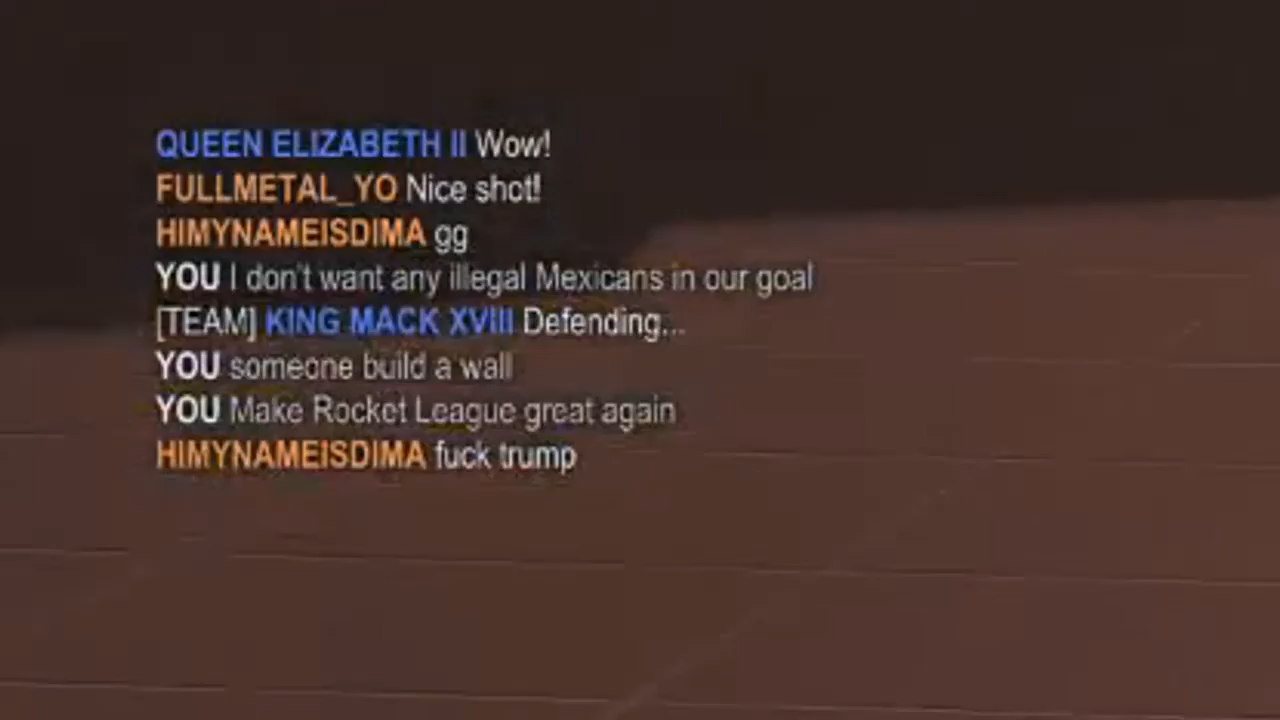 QUEEN ELIZABETH II Wow!
FULLMETAL_YO Nice shot!
HIMYNAMEISDIMA gg
YOU I don't want any illegal Mexicans in our goal
[TEAM] KING MACK XVIII Defending...
YOU someone build a wall
YOU Make Rocket League great again
HIMYNAMEISDIMA fuck trump